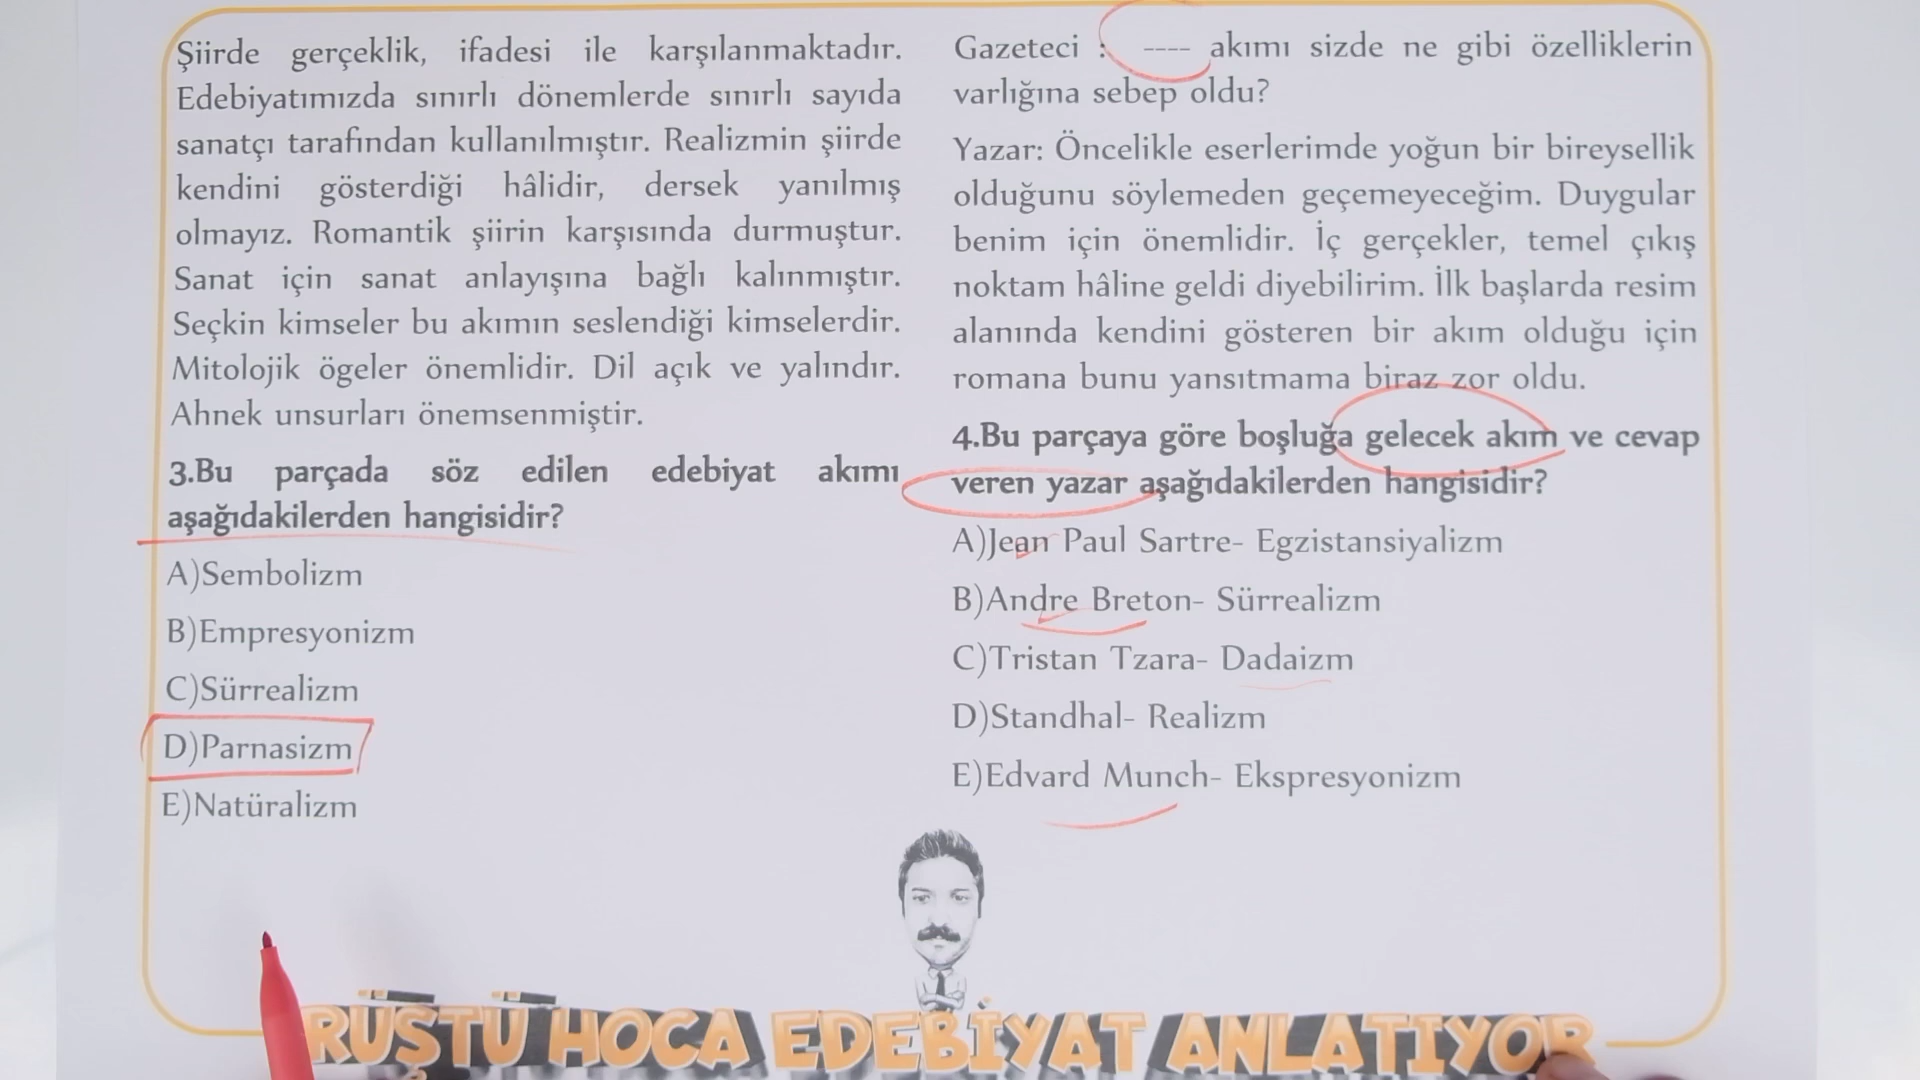 Şiirde gerçeklik, ifadesi ile karşılanmaktadır.
Edebiyatımızda sınırlı dönemlerde sınırlı sayıda
sanatçı tarafından kullanılmıştır. Realizmin şiirde
kendini gösterdiği hâlidir, dersek yanılmış
olmayız. Romantik şiirin karşısında durmuştur.
Sanat için sanat anlayışına bağlı kalınmıştır.
Seçkin kimseler bu akımın seslendiği kimselerdir.
Mitolojik ögeler önemlidir. Dil açık ve yalındır.
Ahnek unsurları önemsenmiştir.
3.Bu parçada söz edilen edebiyat akımı
aşağıdakilerden hangisidir?
A)Sembolizm
B)Empresyonizm
C)Sürrealizm
D)Parnasizm
E)Natüralizm
Gazeteci : ---- akımı sizde ne gibi özelliklerin
varlığına sebep oldu?
Yazar: Öncelikle eserlerimde yoğun bir bireysellik
olduğunu söylemeden geçemeyeceğim. Duygular
benim için önemlidir. İç gerçekler, temel çıkış
noktam hâline geldi diyebilirim. İlk başlarda resim
alanında kendini gösteren bir akım olduğu için
romana bunu yansıtmama biraz zor oldu.
4.Bu parçaya göre boşluğa gelecek akım ve cevap
veren yazar aşağıdakilerden hangisidir?
A)Jean Paul Sartre- Egzistansiyalizm
B)Andre Breton- Sürrealizm
C)Tristan Tzara- Dadaizm
D)Standhal- Realizm
E)Edvard Munch- Ekspresyonizm
RÜŞTÜ HOCA EDEBİYAT ANLATIYOR